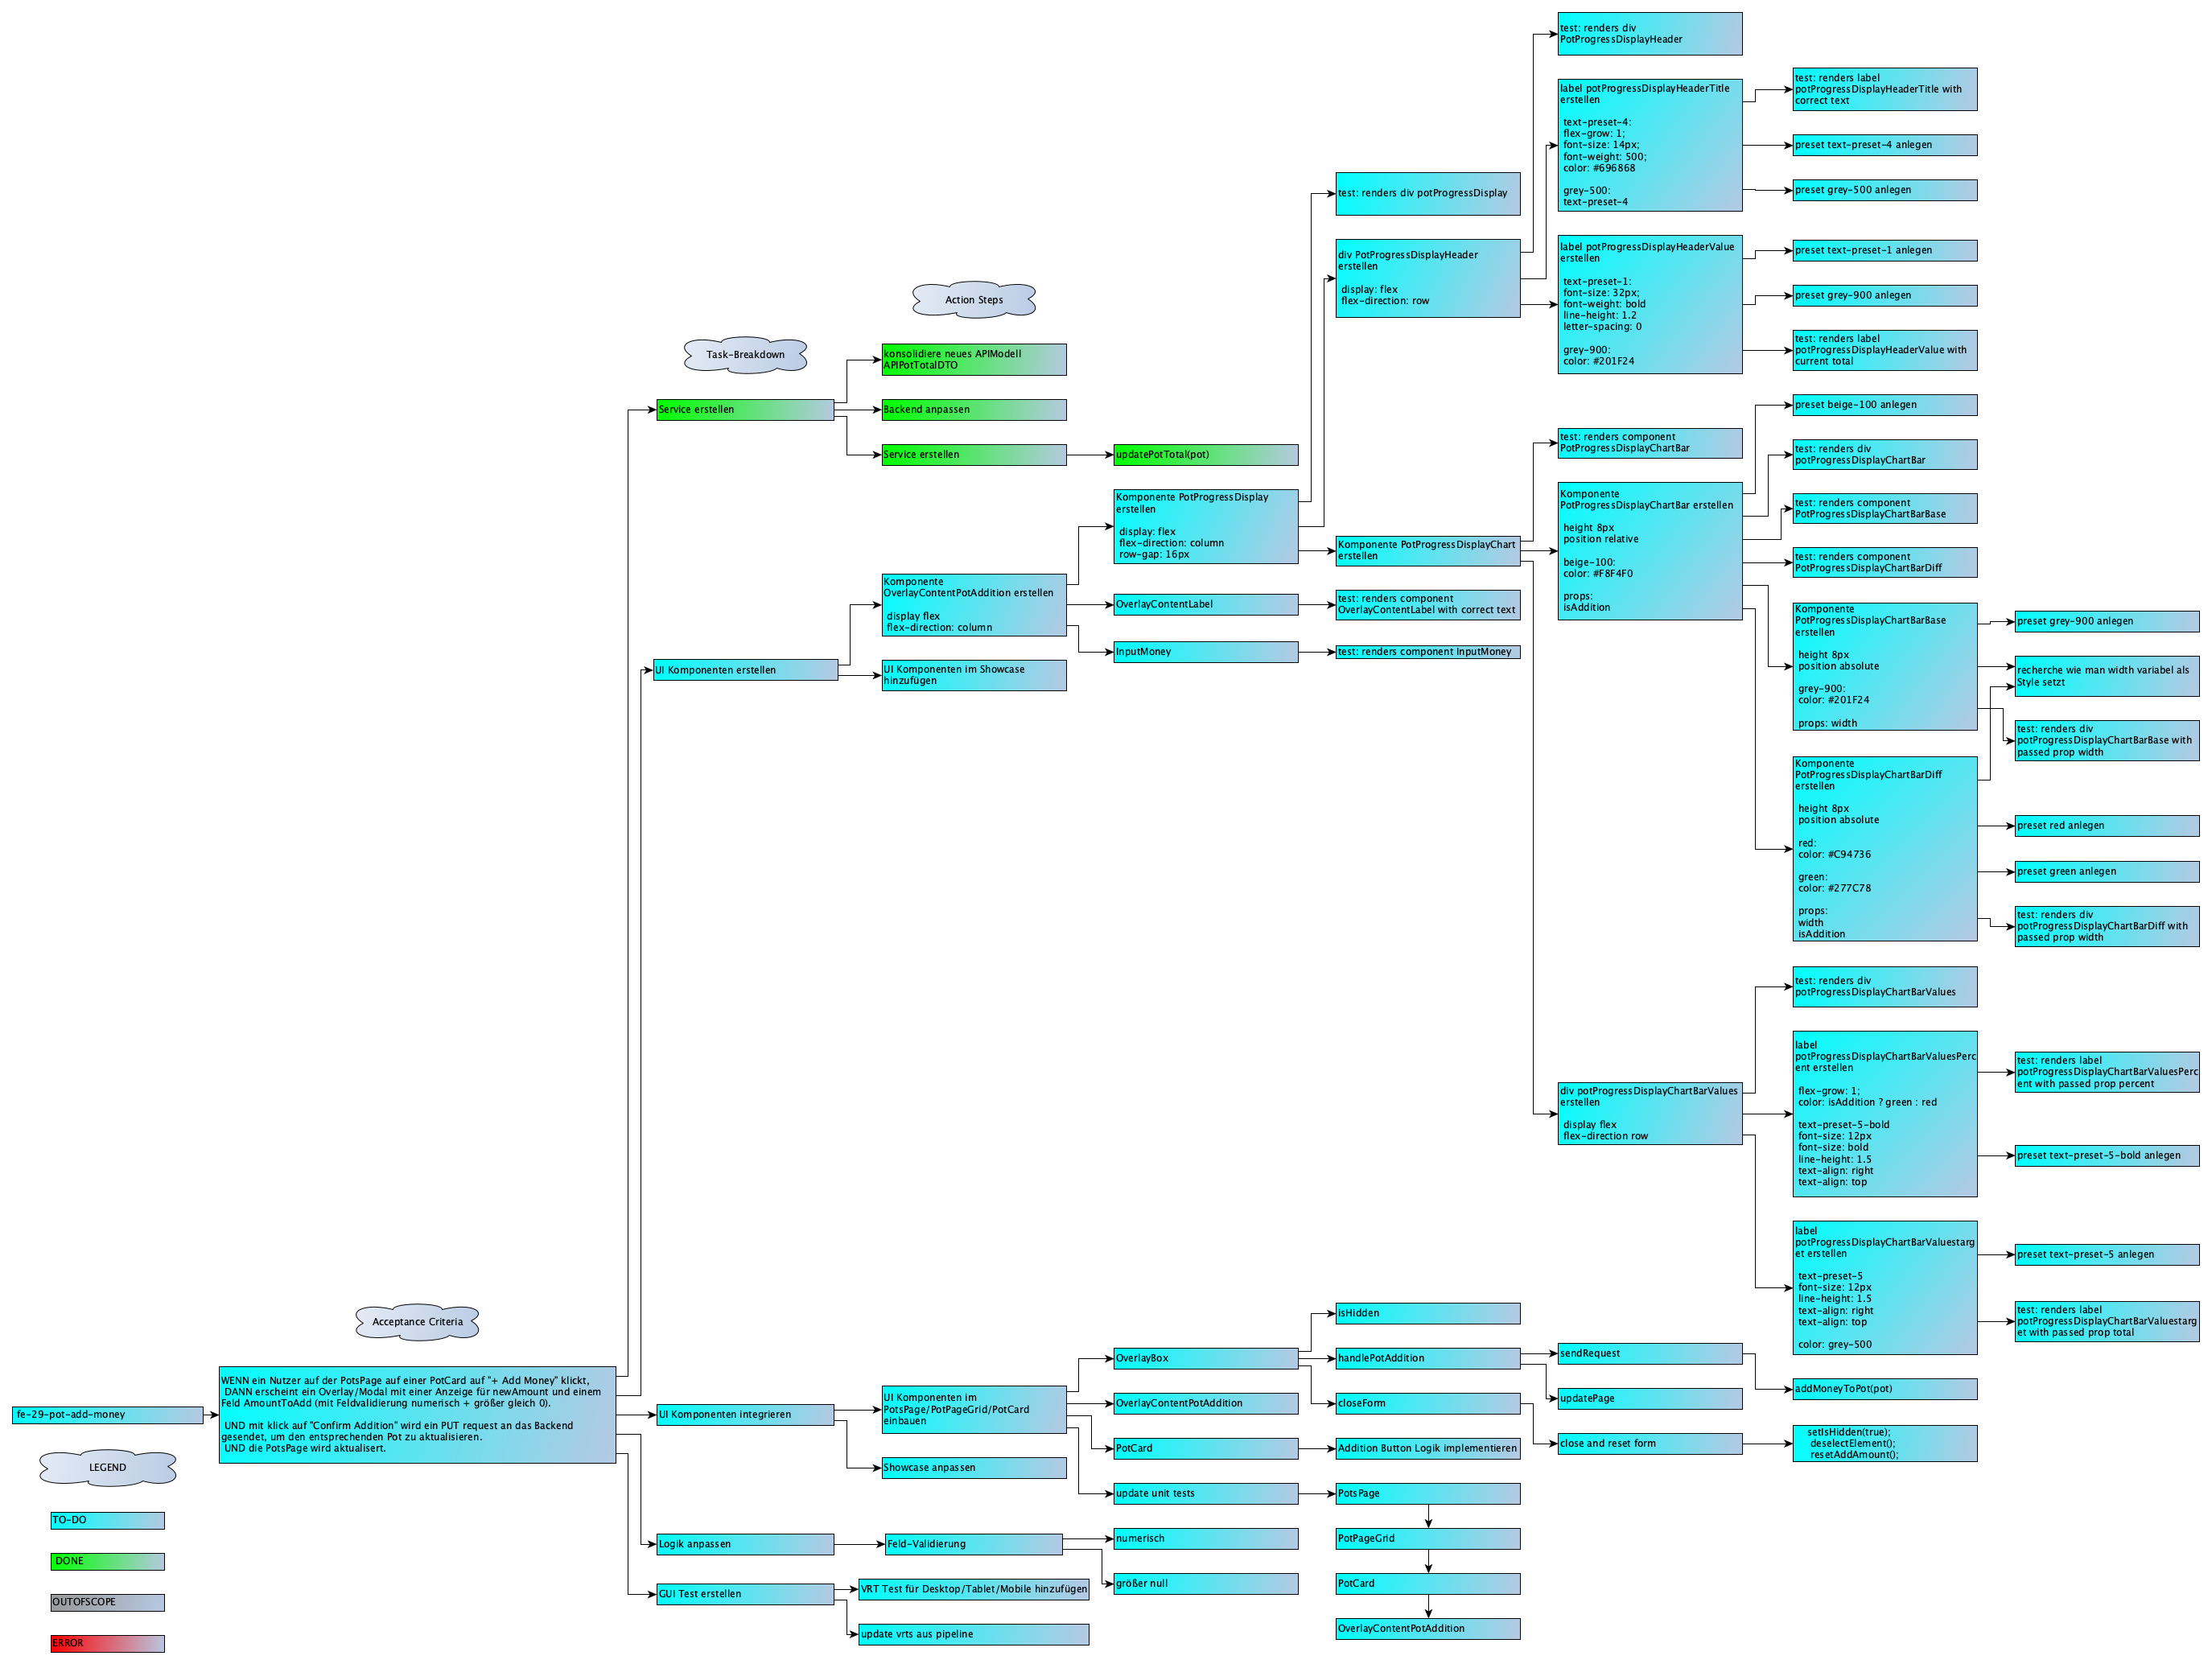 fe-29-pot-add-money
LEGEND
TO-DO
DONE
OUTOFSCOPE
ERROR
Acceptance Criteria
WENN ein Nutzer auf der PotsPage auf einer PotCard auf "+ Add Money" klickt,
DANN erscheint ein Overlay/Modal mit einer Anzeige für newAmount und einem
Feld AmountToAdd (mit Feldvalidierung numerisch + größer gleich 0).
UND mit klick auf "Confirm Addition" wird ein PUT request an das Backend
gesendet, um den entsprechenden Pot zu aktualisieren.
UND die PotsPage wird aktualisert.
Task-Breakdown
Service erstellen
UI Komponenten erstellen
UI Komponenten integrieren
Logik anpassen
GUI Test erstellen
Action Steps
konsolidiere neues APIModell
APIPotTotalDTO
Backend anpassen
Service erstellen
updatePotTotal(pot)
Komponente
OverlayContentPotAddition erstellen
display flex
flex-direction: column
UI Komponenten im Showcase
hinzufügen
Komponente PotProgressDisplay
erstellen
display: flex
flex-direction: column
row-gap: 16px
OverlayContentLabel
InputMoney
test: renders div potProgressDisplay
div PotProgressDisplayHeader
erstellen
display: flex
flex-direction: row
Komponente PotProgressDisplayChart
erstellen
test: renders component
OverlayContentLabel with correct text
test: renders component InputMoney
test: renders div
PotProgressDisplayHeader
label potProgressDisplayHeaderTitle
erstellen
text-preset-4:
flex-grow: 1;
font-size: 14px;
font-weight: 500;
color: #696868
grey-500:
text-preset-4
label potProgressDisplayHeaderValue
erstellen
text-preset-1:
font-size: 32px;
font-weight: bold
line-height: 1.2
letter-spacing: 0
grey-900:
color: #201F24
test: renders label
potProgressDisplayHeaderTitle with
correct text
preset text-preset-4 anlegen
preset grey-500 anlegen
preset text-preset-1 anlegen
preset grey-900 anlegen
test: renders label
potProgressDisplayHeaderValue with
current total
test: renders component
PotProgressDisplayChartBar
Komponente
PotProgressDisplayChartBar erstellen
height 8px
position relative
beige-100:
color: #F8F4F0
props:
isAddition
preset beige-100 anlegen
test: renders div
potProgressDisplayChartBar
test: renders component
PotProgressDisplayChartBarBase
test: renders component
PotProgressDisplayChartBarDiff
Komponente
PotProgressDisplayChartBarBase
erstellen
height 8px
position absolute
grey-900:
color: #201F24
props: width
Komponente
PotProgressDisplayChartBarDiff
erstellen
height 8px
position absolute
red:
color: #C94736
green:
color: #277C78
props:
width
isAddition
preset grey-900 anlegen
recherche wie man width variabel als
Style setzt
test: renders div
potProgressDisplayChartBarBase with
passed prop width
preset red anlegen
preset green anlegen
test: renders div
potProgressDisplayChartBarDiff with
passed prop width
div potProgressDisplayChartBarValues
erstellen
display flex
flex-direction row
test: renders div
potProgressDisplayChartBarValues
label
potProgressDisplayChartBarValuesPerc
ent erstellen
flex-grow: 1;
color: isAddition ? green : red
text-preset-5-bold
font-size: 12px
font-size: bold
line-height: 1.5
text-align: right
text-align: top
label
potProgressDisplayChartBarValuestarg
et erstellen
text-preset-5
font-size: 12px
line-height: 1.5
text-align: right
text-align: top
color: grey-500
test: renders label
potProgressDisplayChartBarValuesPerc
ent with passed prop percent
preset text-preset-5-bold anlegen
preset text-preset-5 anlegen
test: renders label
potProgressDisplayChartBarValuestarg
et with passed prop total
UI Komponenten im
PotsPage/PotPageGrid/PotCard
einbauen
Showcase anpassen
OverlayBox
OverlayContentPotAddition
PotCard
update unit tests
isHidden
handlePotAddition
closeForm
Addition Button Logik implementieren
PotsPage
PotPageGrid
PotCard
OverlayContentPotAddition
sendRequest
updatePage
close and reset form
addMoneyToPot(pot)
setIsHidden(true);
deselectElement();
resetAddAmount();
Feld-Validierung
numerisch
größer null
VRT Test für Desktop/Tablet/Mobile hinzufügen
update vrts aus pipeline